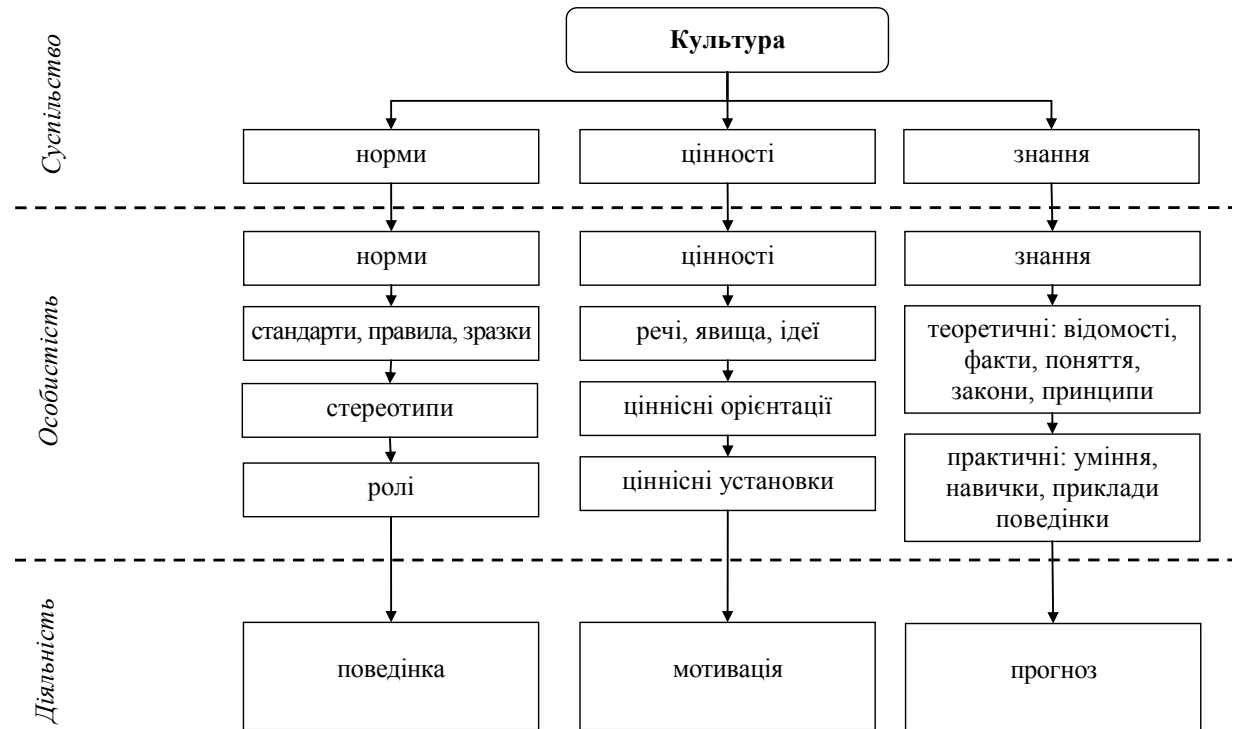 Суспільство
Культура
норми
цінності
знання
Особистість
норми
цінності
знання
стандарти, правила, зразки
речі, явища, ідеї
теоретичні: відомості,
факти, поняття,
закони, принципи
стереотипи
ціннісні орієнтації
ролі
ціннісні установки
практичні: уміння,
навички, приклади
поведінки
Діяльність
поведінка
мотивація
прогноз